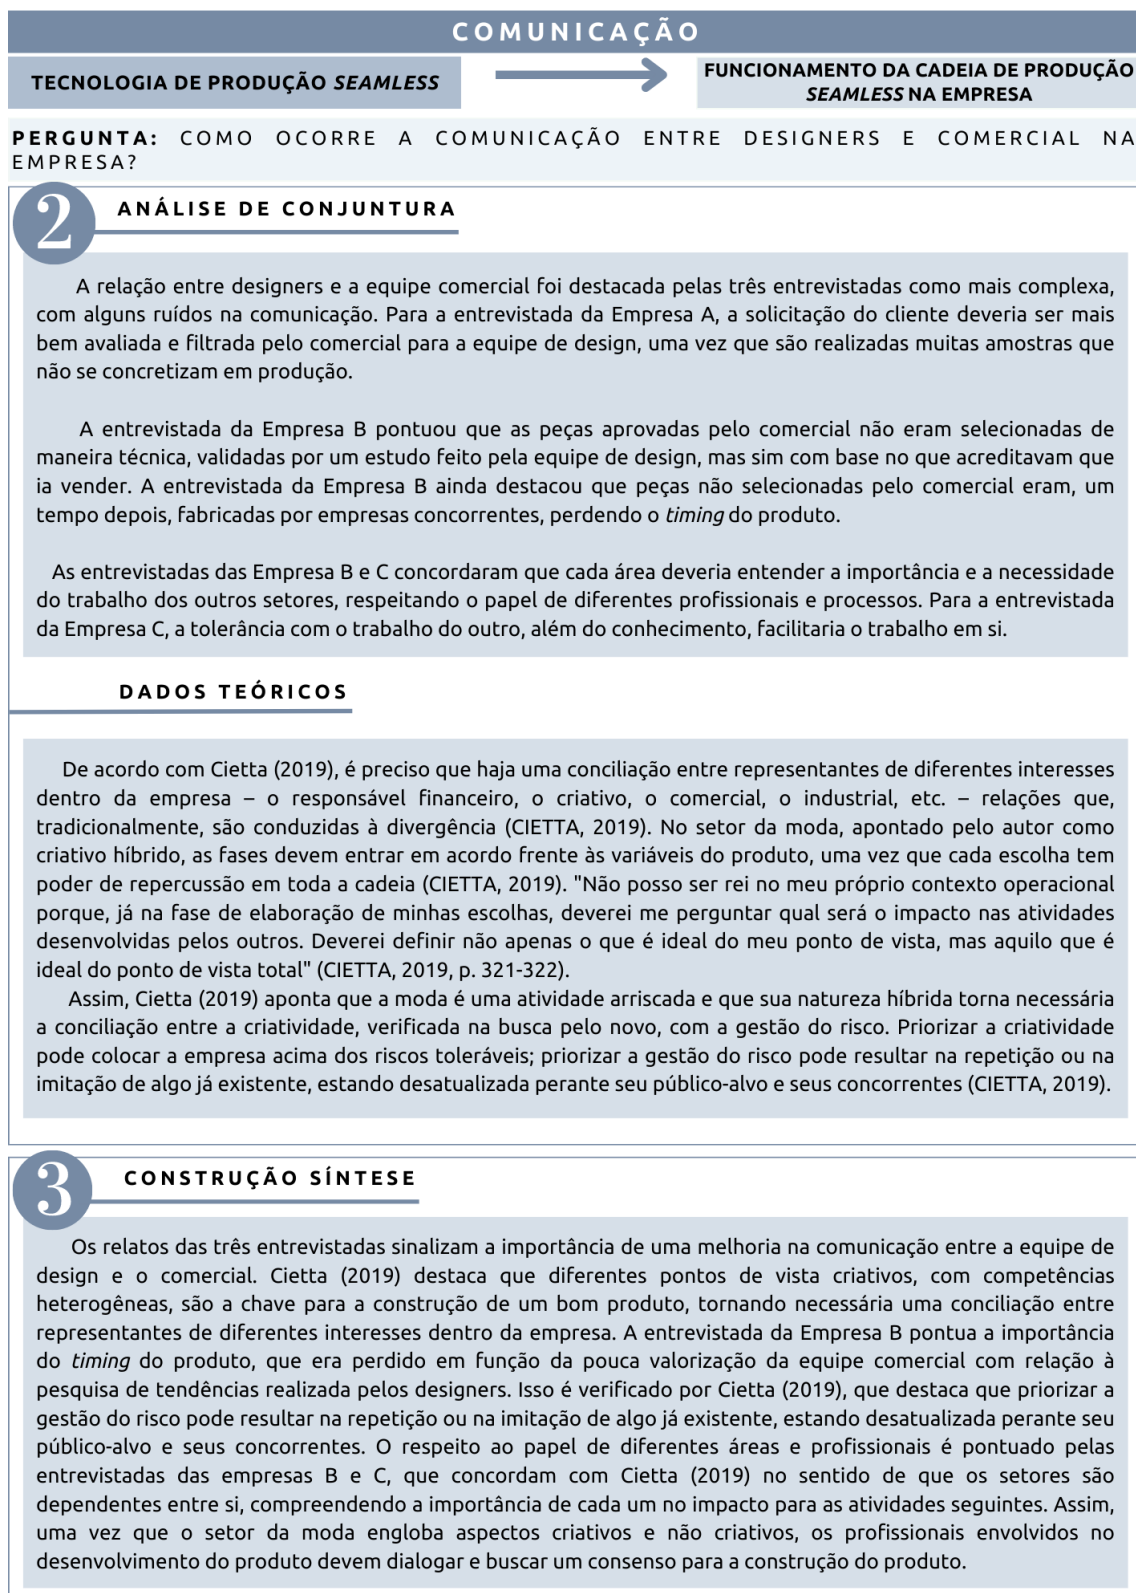 COMUNICAÇÃO
TECNOLOGIA DE PRODUÇÃO SEAMLESS
FUNCIONAMENTO DA CADEIA DE PRODUÇÃO
SEAMLESS NA EMPRESA
PERGUNTA: COMO OCORRE A COMUNICAÇÃO ENTRE DESIGNERS E COMERCIAL NA
EMPRESA?
2
ANÁLISE DE CONJUNTURA
A relação entre designers e a equipe comercial foi destacada pelas três entrevistadas como mais complexa,
com alguns ruídos na comunicação. Para a entrevistada da Empresa A, a solicitação do cliente deveria ser mais
bem avaliada e filtrada pelo comercial para a equipe de design, uma vez que são realizadas muitas amostras que
não se concretizam em produção.
A entrevistada da Empresa B pontuou que as peças aprovadas pelo comercial não eram selecionadas de
maneira técnica, validadas por um estudo feito pela equipe de design, mas sim com base no que acreditavam que
ia vender. A entrevistada da Empresa B ainda destacou que peças não selecionadas pelo comercial eram, um
tempo depois, fabricadas por empresas concorrentes, perdendo o timing do produto.
As entrevistadas das Empresa B e C concordaram que cada área deveria entender a importância e a necessidade
do trabalho dos outros setores, respeitando o papel de diferentes profissionais e processos. Para a entrevistada
da Empresa C, a tolerância com o trabalho do outro, além do conhecimento, facilitaria o trabalho em si.
DADOS TEÓRICOS
De acordo com Cietta (2019), é preciso que haja uma conciliação entre representantes de diferentes interesses
dentro da empresa – o responsável financeiro, o criativo, o comercial, o industrial, etc. – relações que,
tradicionalmente, são conduzidas à divergência (CIETTA, 2019). No setor da moda, apontado pelo autor como
criativo híbrido, as fases devem entrar em acordo frente às variáveis do produto, uma vez que cada escolha tem
poder de repercussão em toda a cadeia (CIETTA, 2019). "Não posso ser rei no meu próprio contexto operacional
porque, já na fase de elaboração de minhas escolhas, deverei me perguntar qual será o impacto nas atividades
desenvolvidas pelos outros. Deverei definir não apenas o que é ideal do meu ponto de vista, mas aquilo que é
ideal do ponto de vista total" (CIETTA, 2019, p. 321-322).
Assim, Cietta (2019) aponta que a moda é uma atividade arriscada e que sua natureza híbrida torna necessária
a conciliação entre a criatividade, verificada na busca pelo novo, com a gestão do risco. Priorizar a criatividade
pode colocar a empresa acima dos riscos toleráveis; priorizar a gestão do risco pode resultar na repetição ou na
imitação de algo já existente, estando desatualizada perante seu público-alvo e seus concorrentes (CIETTA, 2019).
3
CONSTRUÇÃO SÍNTESE
Os relatos das três entrevistadas sinalizam a importância de uma melhoria na comunicação entre a equipe de
design e o comercial. Cietta (2019) destaca que diferentes pontos de vista criativos, com competências
heterogêneas, são a chave para a construção de um bom produto, tornando necessária uma conciliação entre
representantes de diferentes interesses dentro da empresa. A entrevistada da Empresa B pontua a importância
do timing do produto, que era perdido em função da pouca valorização da equipe comercial com relação à
pesquisa de tendências realizada pelos designers. Isso é verificado por Cietta (2019), que destaca que priorizar a
gestão do risco pode resultar na repetição ou na imitação de algo já existente, estando desatualizada perante seu
público-alvo e seus concorrentes. O respeito ao papel de diferentes áreas e profissionais é pontuado pelas
entrevistadas das empresas B e C, que concordam com Cietta (2019) no sentido de que os setores são
dependentes entre si, compreendendo a importância de cada um no impacto para as atividades seguintes. Assim,
uma vez que o setor da moda engloba aspectos criativos e não criativos, os profissionais envolvidos no
desenvolvimento do produto devem dialogar e buscar um consenso para a construção do produto.